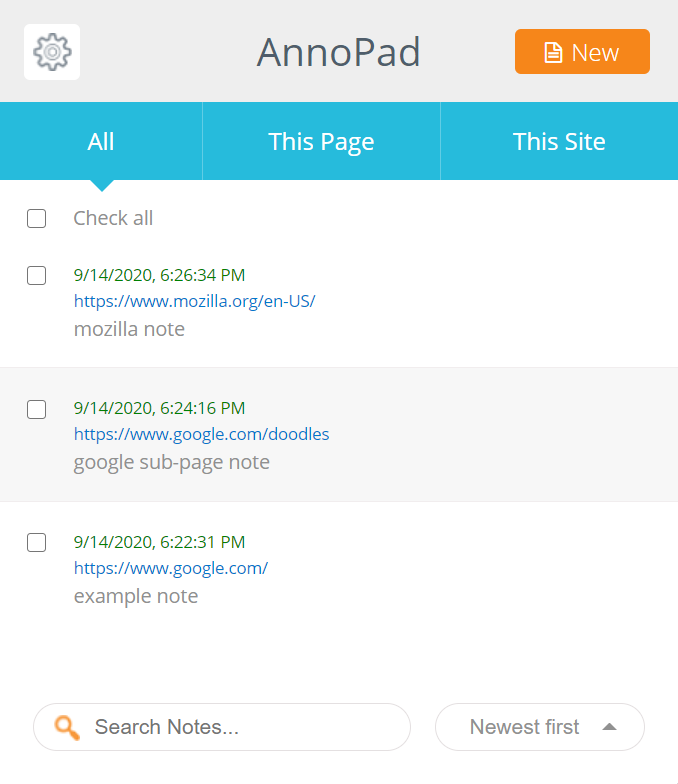 AnnoPad
New
All
This Page
This Site
Check all
9/14/2020, 6:26:34 PM
https://www.mozilla.org/en-US/
mozilla note
9/14/2020, 6:24:16 PM
https://www.google.com/doodles
google sub-page note
9/14/2020, 6:22:31 PM
https://www.google.com/
example note
Search Notes...
Newest first